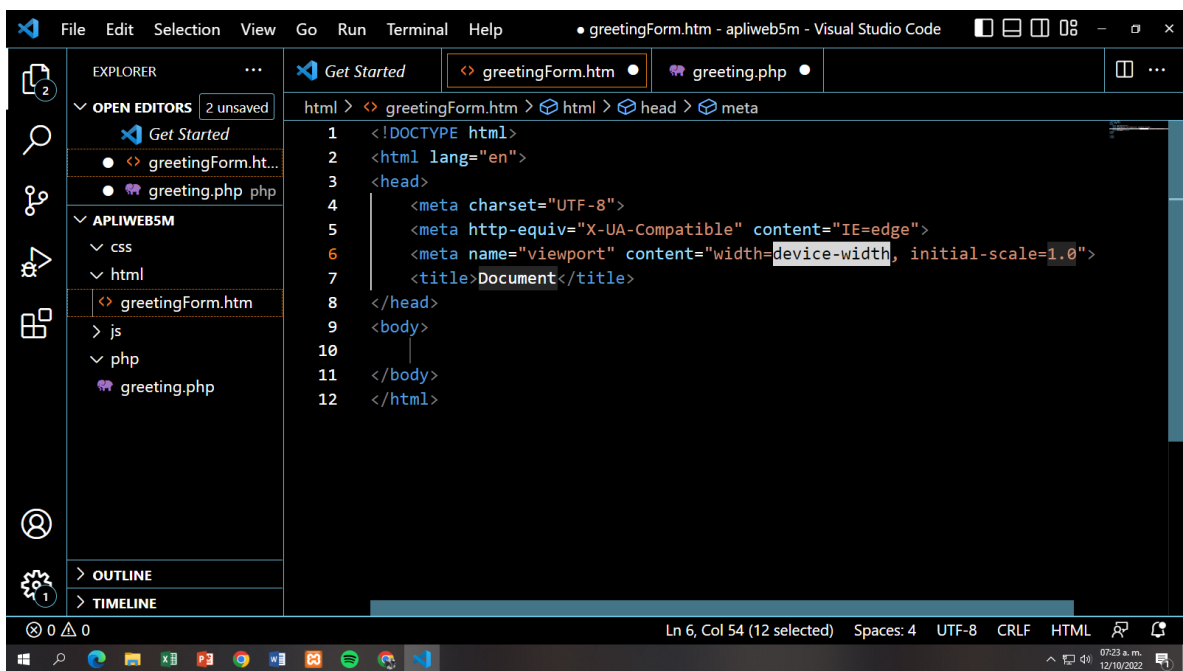 File Edit Selection View Go Run Terminal Help ● greetingForm.htm - apliweb5m - Visual Studio Code
EXPLORER ...
2
OPEN EDITORS 2 unsaved
Get Started
greetingForm.ht...
greeting.php php
APLIWEB5M
css
html
greetingForm.htm
js
php
greeting.php
OUTLINE
TIMELINE
1
Get Started greetingForm.htm ● greeting.php ●
html > greetingForm.htm > html > head > meta
1 <!DOCTYPE html>
2 <html lang="en">
3 <head>
4     <meta charset="UTF-8">
5     <meta http-equiv="X-UA-Compatible" content="IE=edge">
6     <meta name="viewport" content="width=device-width, initial-scale=1.0">
7     <title>Document</title>
8 </head>
9 <body>
10
11 </body>
12 </html>
0 0 Ln 6, Col 54 (12 selected) Spaces: 4 UTF-8 CRLF HTML
07:23 a. m.
12/10/2022
1